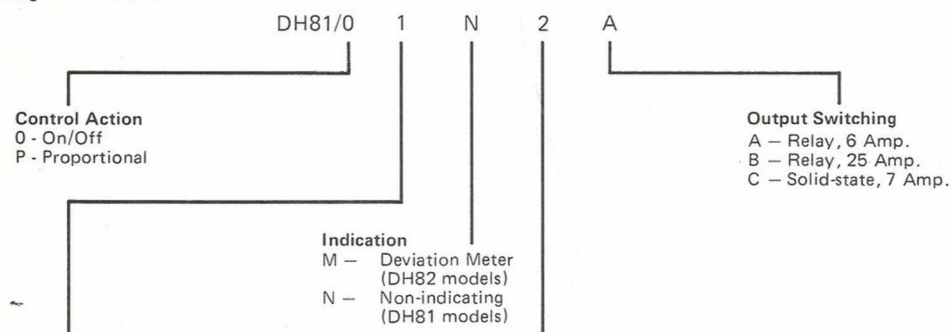 DH81/0 1 N 2 A
Control Action
0 - On/Off
P - Proportional
Output Switching
A — Relay, 6 Amp.
B — Relay, 25 Amp.
C — Solid-state, 7 Amp.
Indication
M — Deviation Meter
(DH82 models)
N — Non-indicating
(DH81 models)